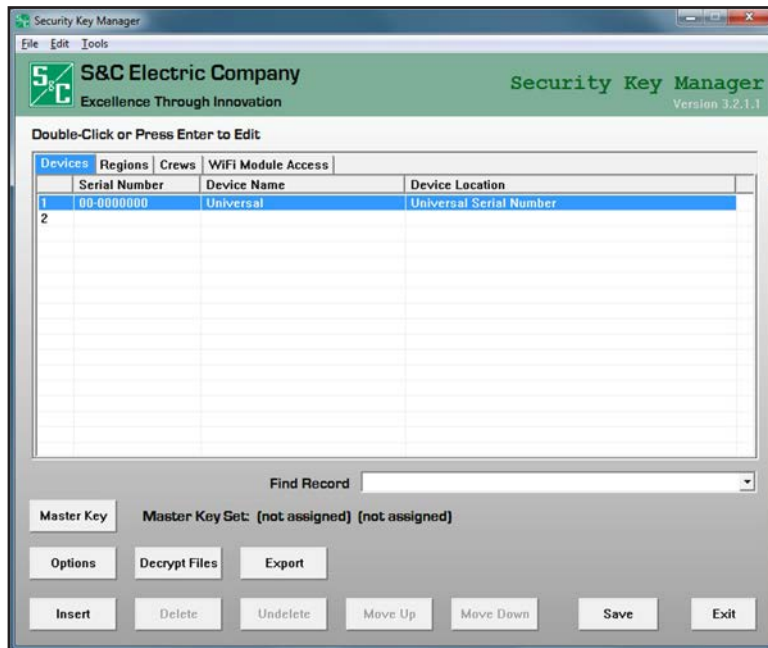 Security Key Manager
File Edit Tools
S&C
S&C Electric Company
Excellence Through Innovation
Security Key Manager
Version 3.2.1.1
Double-Click or Press Enter to Edit
Devices Regions Crews WiFi Module Access
Serial Number Device Name Device Location
1 00-0000000 Universal Universal Serial Number
2
Find Record
Master Key Master Key Set: (not assigned) (not assigned)
Options Decrypt Files Export
Insert Delete Undelete Move Up Move Down Save Exit